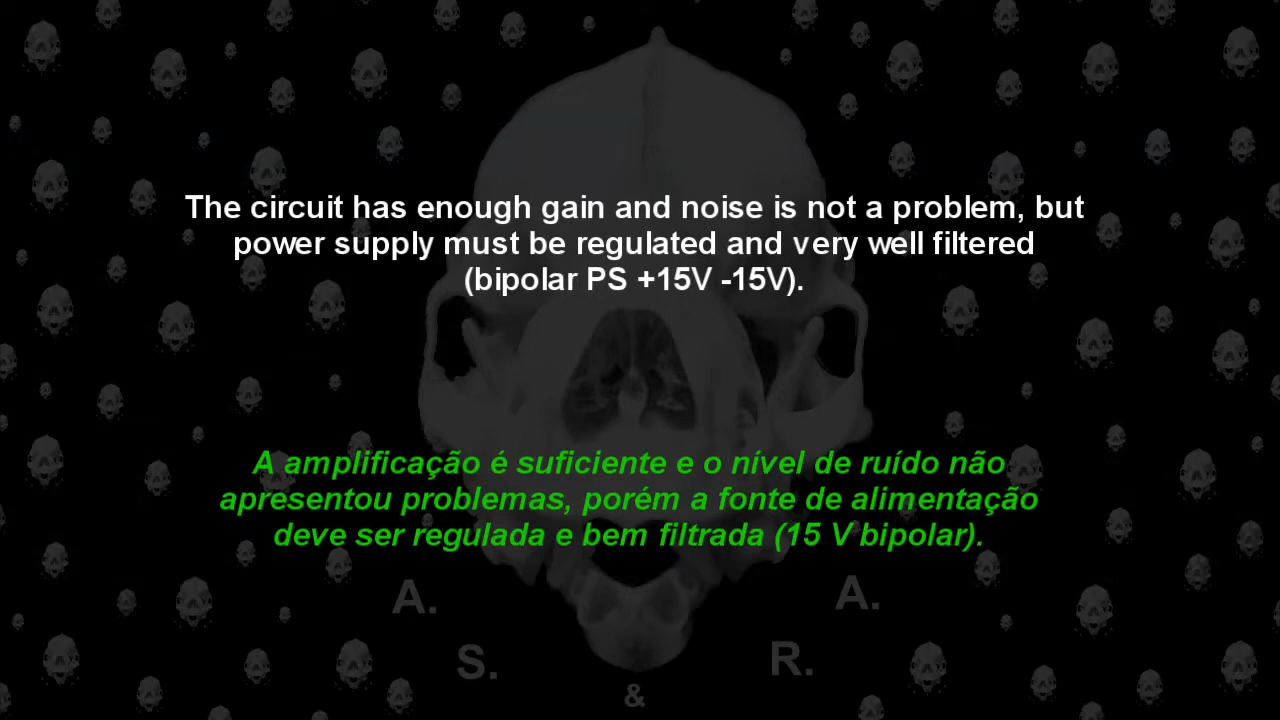 The circuit has enough gain and noise is not a problem, but
power supply must be regulated and very well filtered
(bipolar PS +15V -15V).
A amplificação é suficiente e o nível de ruído não
apresentou problemas, porém a fonte de alimentação
deve ser regulada e bem filtrada (15 V bipolar).
A. A.
S. R.
&